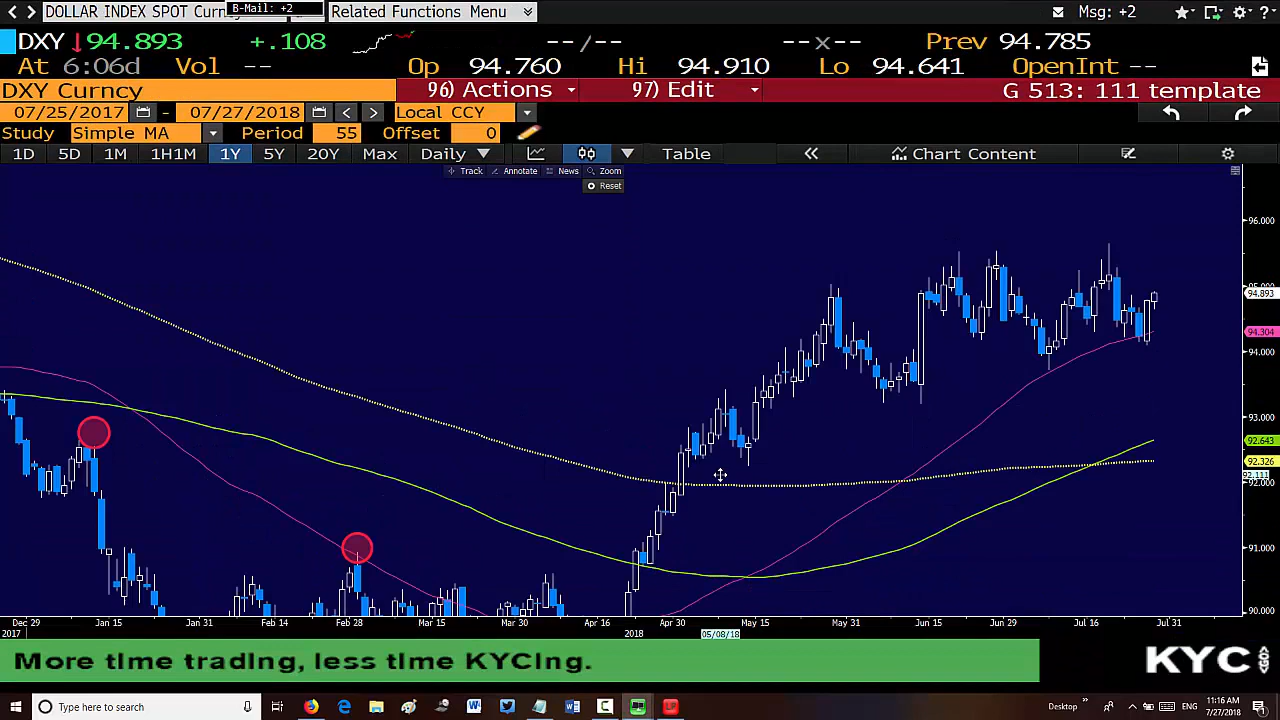 DOLLAR INDEX SPOT Curncy
B-Mail: +2
Related Functions Menu
Msg: +2
DXY 94.893 +.108 --/-- --x-- Prev 94.785
At 6:06d Vol -- Op 94.760 Hi 94.910 Lo 94.641 OpenInt --
DXY Curncy 96) Actions 97) Edit G 513: 111 template
07/25/2017 - 07/27/2018 Local CCY
Study Simple MA Period 55 Offset 0
1D 5D 1M 1H1M 1Y 5Y 20Y Max Daily Table Chart Content
Track Annotate News Zoom
Reset
96.000
94.893
94.304
94.000
93.000
92.643
92.326
92.111
92.000
91.000
90.000
Dec 29 Jan 15 Jan 31 Feb 14 Feb 28 Mar 15 Mar 30 Apr 16 Apr 30 May 15 May 31 Jun 15 Jun 29 Jul 16 Jul 31
2017 2018 05/08/18
More time trading, less time KYCing.
KYC
Type here to search
Desktop
11:16 AM
7/27/2018